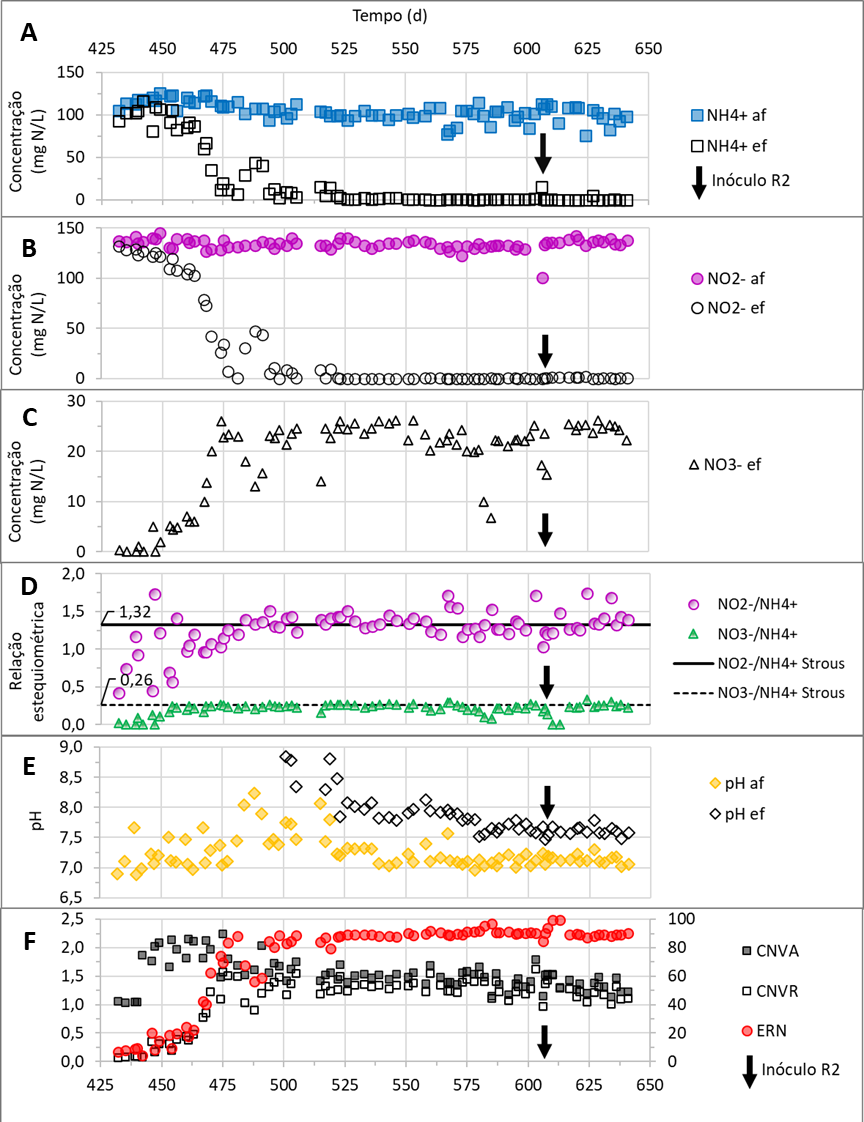 Tempo (d)
A
425 450 475 500 525 550 575 600 625 650
Concentração
(mg N/L)
150
100
50
0
NH4+ af
NH4+ ef
Inóculo R2
B
Concentração
(mg N/L)
150
100
50
0
NO2- af
NO2- ef
C
Concentração
(mg N/L)
30
20
10
0
NO3- ef
D
Relação
estequiométrica
2,0
1,5
1,0
0,5
0,0
1,32
0,26
NO2-/NH4+
NO3-/NH4+
NO2-/NH4+ Strous
NO3-/NH4+ Strous
E
pH
9,0
8,5
8,0
7,5
7,0
6,5
pH af
pH ef
F
2,5
2,0
1,5
1,0
0,5
0,0
100
80
60
40
20
0
425 450 475 500 525 550 575 600 625 650
CNVA
CNVR
ERN
Inóculo R2